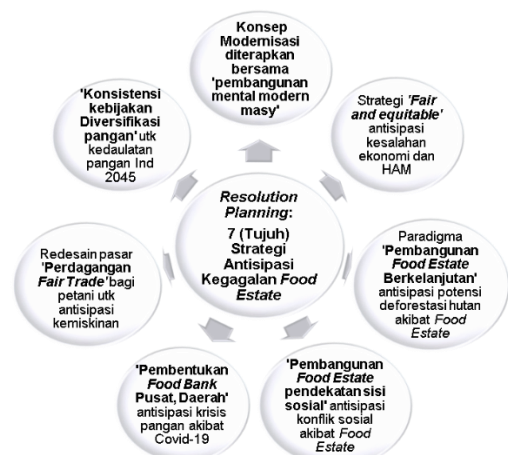 Konsep
Modernisasi
diterapkan
bersama
'pembangunan
mental modern
masy'
Strategi 'Fair
and equitable'
antisipasi
kesalahan
ekonomi dan
HAM
Paradigma
'Pembangunan
Food Estate
Berkelanjutan'
antisipasi potensi
deforestasi hutan
akibat Food
Estate
'Pembangunan
Food Estate
pendekatan sisi
sosial' antisipasi
konflik sosial
akibat Food
Estate
'Pembentukan
Food Bank
Pusat, Daerah'
antisipasi krisis
pangan akibat
Covid-19
Redesain pasar
'Perdagangan
Fair Trade' bagi
petani utk
antisipasi
kemiskinan
'Konsistensi
kebijakan
Diversifikasi
pangan' utk
kedaulatan
pangan Ind
2045
Resolution
Planning:
7 (Tujuh)
Strategi
Antisipasi
Kegagalan Food
Estate